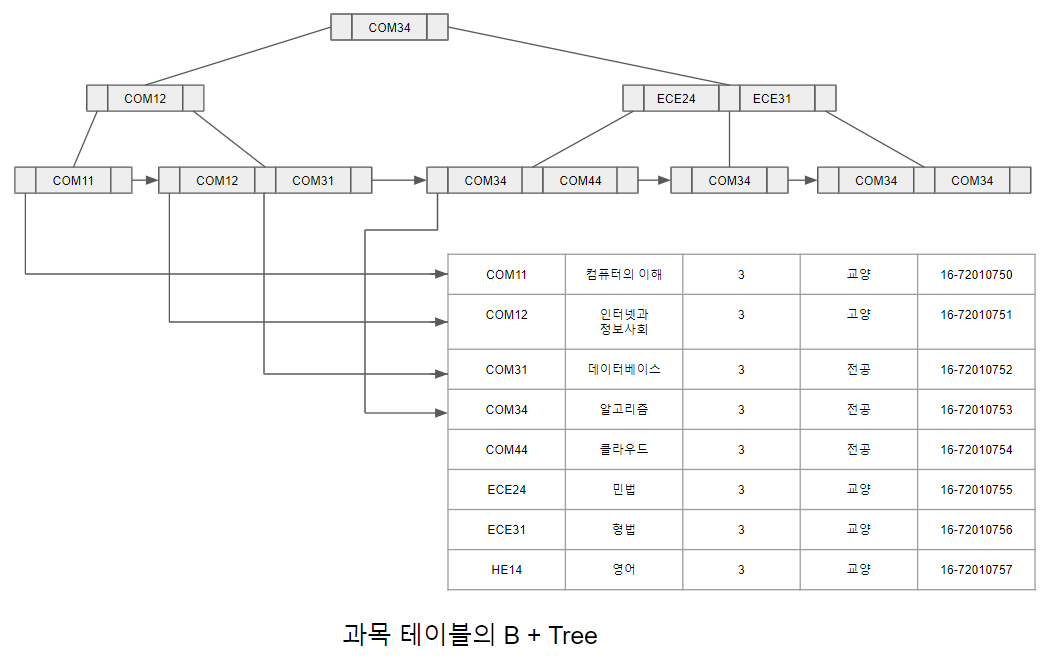 COM34
COM12
ECE24 ECE31
COM11
COM12 COM31
COM34 COM44
COM34
COM34 COM34
COM11 컴퓨터의 이해 3 교양 16-72010750
COM12 인터넷과 3 교양 16-72010751
정보사회
COM31 데이터베이스 3 전공 16-72010752
COM34 알고리즘 3 전공 16-72010753
COM44 클라우드 3 전공 16-72010754
ECE24 민법 3 교양 16-72010755
ECE31 형법 3 교양 16-72010756
HE14 영어 3 교양 16-72010757
과목 테이블의 B + Tree